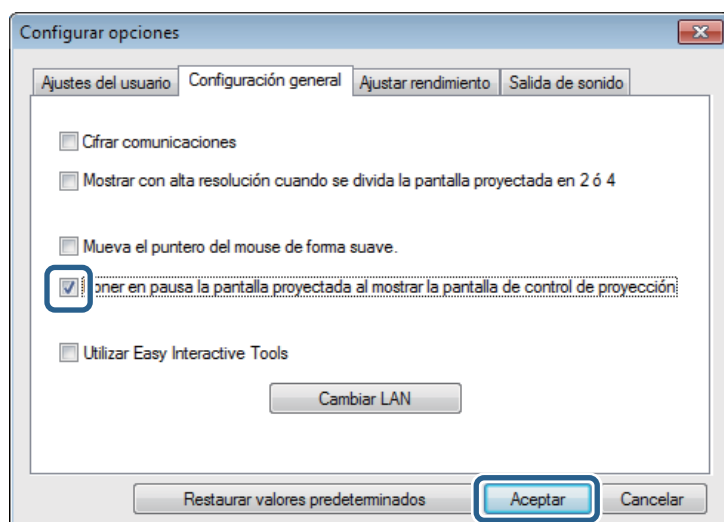 Configurar opciones
Ajustes del usuario Configuración general Ajustar rendimiento Salida de sonido
Cifrar comunicaciones
Mostrar con alta resolución cuando se divida la pantalla proyectada en 2 ó 4
Mueva el puntero del mouse de forma suave.
oner en pausa la pantalla proyectada al mostrar la pantalla de control de proyección
Utilizar Easy Interactive Tools
Cambiar LAN
Restaurar valores predeterminados Aceptar Cancelar